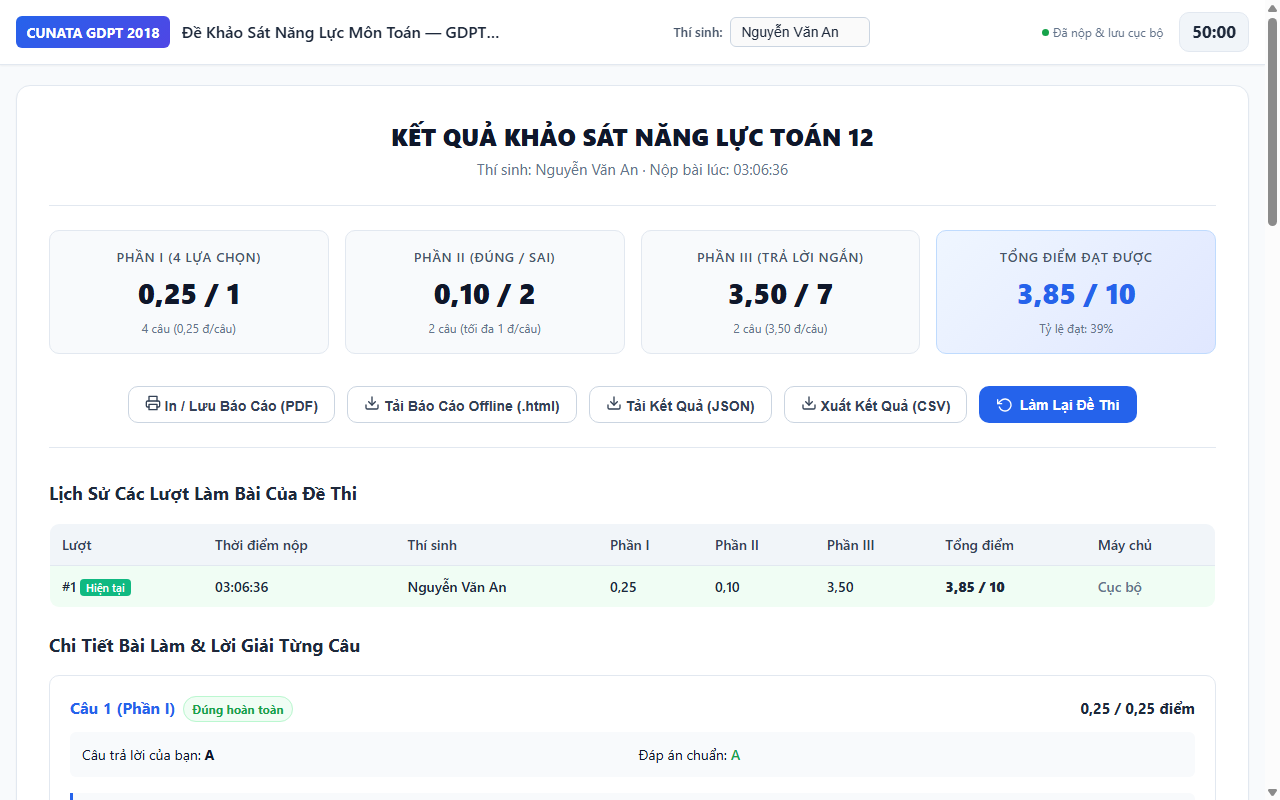 CUNATA GDPT 2018 Đề Khảo Sát Năng Lực Môn Toán — GDPT... Thí sinh: Nguyễn Văn An Đã nộp & lưu cục bộ 50:00
KẾT QUẢ KHẢO SÁT NĂNG LỰC TOÁN 12
Thí sinh: Nguyễn Văn An · Nộp bài lúc: 03:06:36
PHẦN I (4 LỰA CHỌN)
0,25 / 1
4 câu (0,25 đ/câu)
PHẦN II (ĐÚNG / SAI)
0,10 / 2
2 câu (tối đa 1 đ/câu)
PHẦN III (TRẢ LỜI NGẮN)
3,50 / 7
2 câu (3,50 đ/câu)
TỔNG ĐIỂM ĐẠT ĐƯỢC
3,85 / 10
Tỷ lệ đạt: 39%
In / Lưu Báo Cáo (PDF) Tải Báo Cáo Offline (.html) Tải Kết Quả (JSON) Xuất Kết Quả (CSV) Làm Lại Đề Thi
Lịch Sử Các Lượt Làm Bài Của Đề Thi
Lượt Thời điểm nộp Thí sinh Phần I Phần II Phần III Tổng điểm Máy chủ
#1 Hiện tại 03:06:36 Nguyễn Văn An 0,25 0,10 3,50 3,85 / 10 Cục bộ
Chi Tiết Bài Làm & Lời Giải Từng Câu
Câu 1 (Phần I) Đúng hoàn toàn 0,25 / 0,25 điểm
Câu trả lời của bạn: A Đáp án chuẩn: A